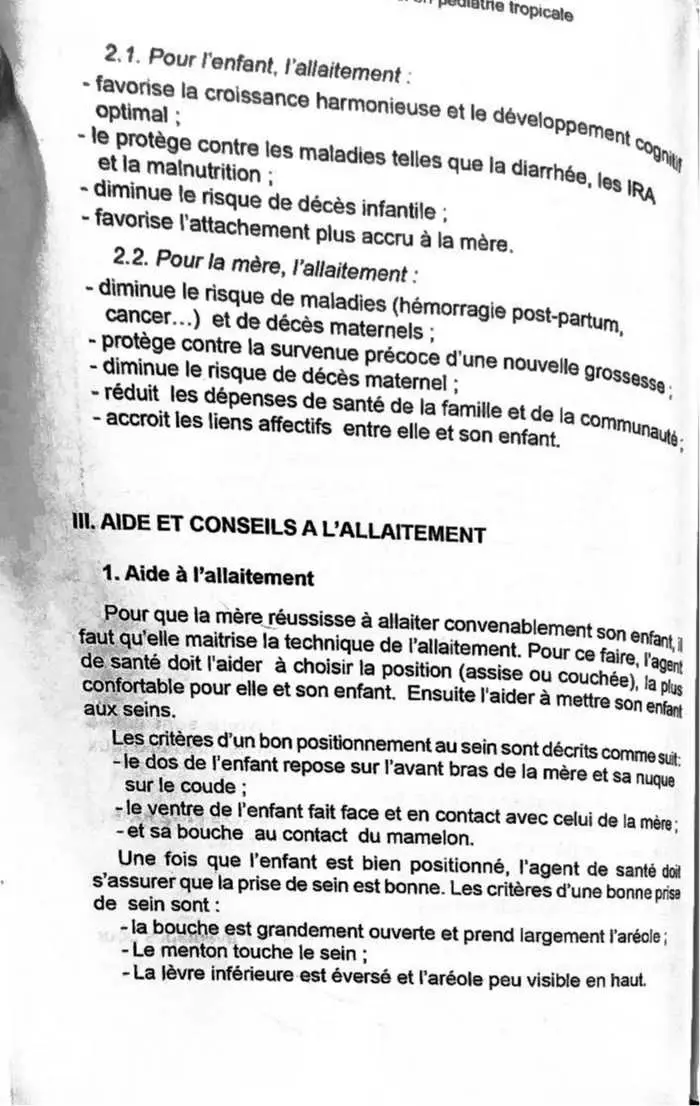 pédiatrie tropicale
2.1. Pour l'enfant, l'allaitement :
- favorise la croissance harmonieuse et le développement cognitif
optimal ;
- le protège contre les maladies telles que la diarrhée, les IRA
et la malnutrition ;
- diminue le risque de décès infantile ;
- favorise l'attachement plus accru à la mère.
2.2. Pour la mère, l'allaitement :
- diminue le risque de maladies (hémorragie post-partum,
cancer...) et de décès maternels ;
- protège contre la survenue précoce d'une nouvelle grossesse ;
- diminue le risque de décès maternel ;
- réduit les dépenses de santé de la famille et de la communauté ;
- accroit les liens affectifs entre elle et son enfant.
III. AIDE ET CONSEILS A L'ALLAITEMENT
1. Aide à l'allaitement
Pour que la mère réussisse à allaiter convenablement son enfant, il
faut qu'elle maitrise la technique de l'allaitement. Pour ce faire, l'agent
de santé doit l'aider à choisir la position (assise ou couchée), la plus
confortable pour elle et son enfant. Ensuite l'aider à mettre son enfant
aux seins.
Les critères d'un bon positionnement au sein sont décrits comme suit:
- le dos de l'enfant repose sur l'avant bras de la mère et sa nuque
sur le coude ;
- le ventre de l'enfant fait face et en contact avec celui de la mère ;
- et sa bouche au contact du mamelon.
Une fois que l'enfant est bien positionné, l'agent de santé doit
s'assurer que la prise de sein est bonne. Les critères d'une bonne prise
de sein sont :
- la bouche est grandement ouverte et prend largement l'aréole ;
- Le menton touche le sein ;
- La lèvre inférieure est éversé et l'aréole peu visible en haut.